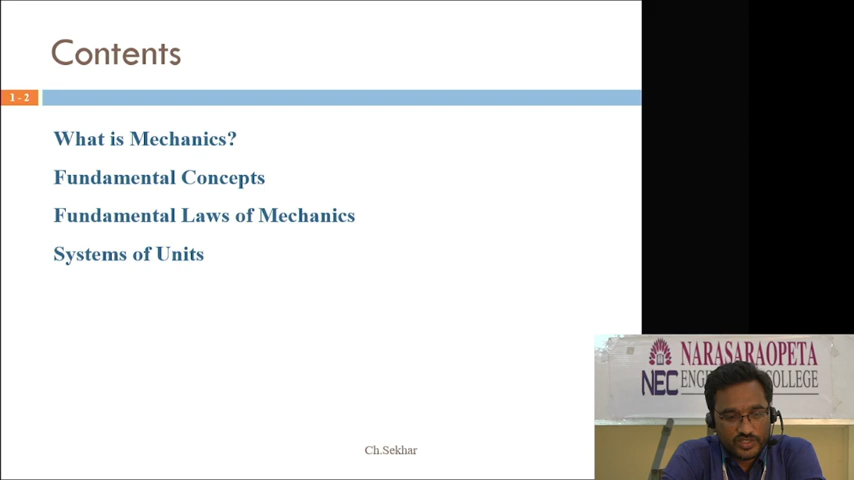 Contents
1 - 2
What is Mechanics?
Fundamental Concepts
Fundamental Laws of Mechanics
Systems of Units
NARASARAOPETA
NEC ENG COLLEGE
Ch.Sekhar